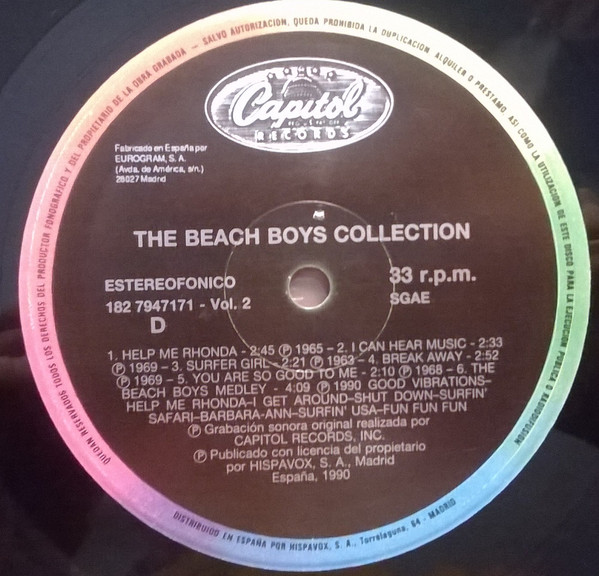 QUEDAN RESERVADOS TODOS LOS DERECHOS DEL PRODUCTOR FONOGRAFICO Y DEL PROPIETARIO DE LA OBRA GRABADA — SALVO AUTORIZACION, QUEDA PROHIBIDA LA DUPLICACION, ALQUILER O PRESTAMO, ASI COMO LA UTILIZACION DE ESTE DISCO PARA LA EJECUCION PUBLICA O RADIODIFUSION
Capitol
RECORDS
Fabricado en España por
EUROGRAM, S. A.
(Avda. de América, s/n.)
28027 Madrid
THE BEACH BOYS COLLECTION
ESTEREOFONICO
182 7947171 - Vol. 2
D
33 r.p.m.
SGAE
1. HELP ME RHONDA - 2:45 Ⓟ 1965 – 2. I CAN HEAR MUSIC - 2:33
Ⓟ 1969 – 3. SURFER GIRL - 2:21 Ⓟ 1963 – 4. BREAK AWAY - 2:52
Ⓟ 1969 – 5. YOU ARE SO GOOD TO ME - 2:10 Ⓟ 1968 – 6. THE
BEACH BOYS MEDLEY - 4:09 Ⓟ 1990 GOOD VIBRATIONS–
HELP ME RHONDA–I GET AROUND–SHUT DOWN–SURFIN'
SAFARI–BARBARA-ANN–SURFIN' USA–FUN FUN FUN
Ⓟ Grabación sonora original realizada por
CAPITOL RECORDS, INC.
Ⓟ Publicado con licencia del propietario
por HISPAVOX, S. A., Madrid
España, 1990
DISTRIBUIDO EN ESPAÑA POR HISPAVOX, S. A., Torrelaguna, 64 - MADRID